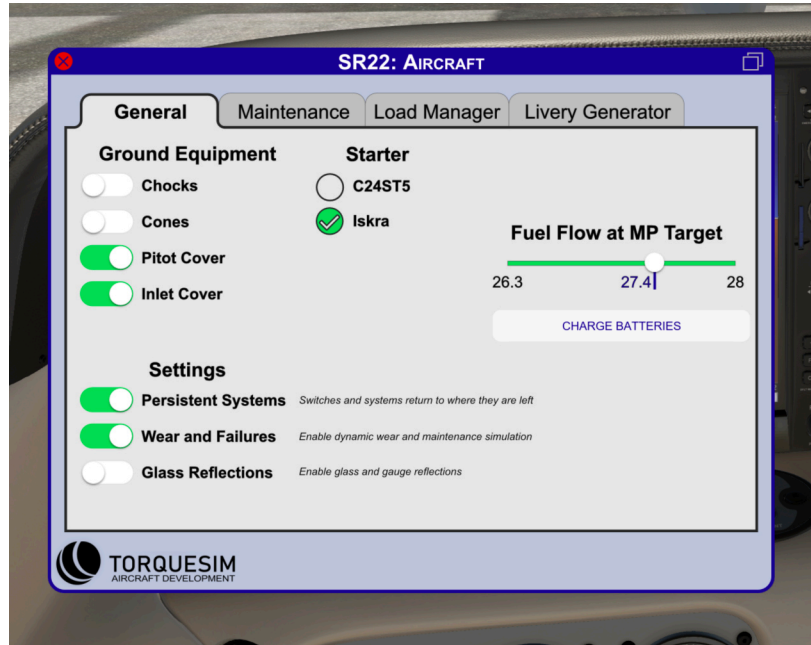 SR22: AIRCRAFT
General Maintenance Load Manager Livery Generator
Ground Equipment
Chocks
Cones
Pitot Cover
Inlet Cover
Starter
C24ST5
Iskra
Fuel Flow at MP Target
26.3 27.4 28
CHARGE BATTERIES
Settings
Persistent Systems Switches and systems return to where they are left
Wear and Failures Enable dynamic wear and maintenance simulation
Glass Reflections Enable glass and gauge reflections
TORQUESIM
AIRCRAFT DEVELOPMENT